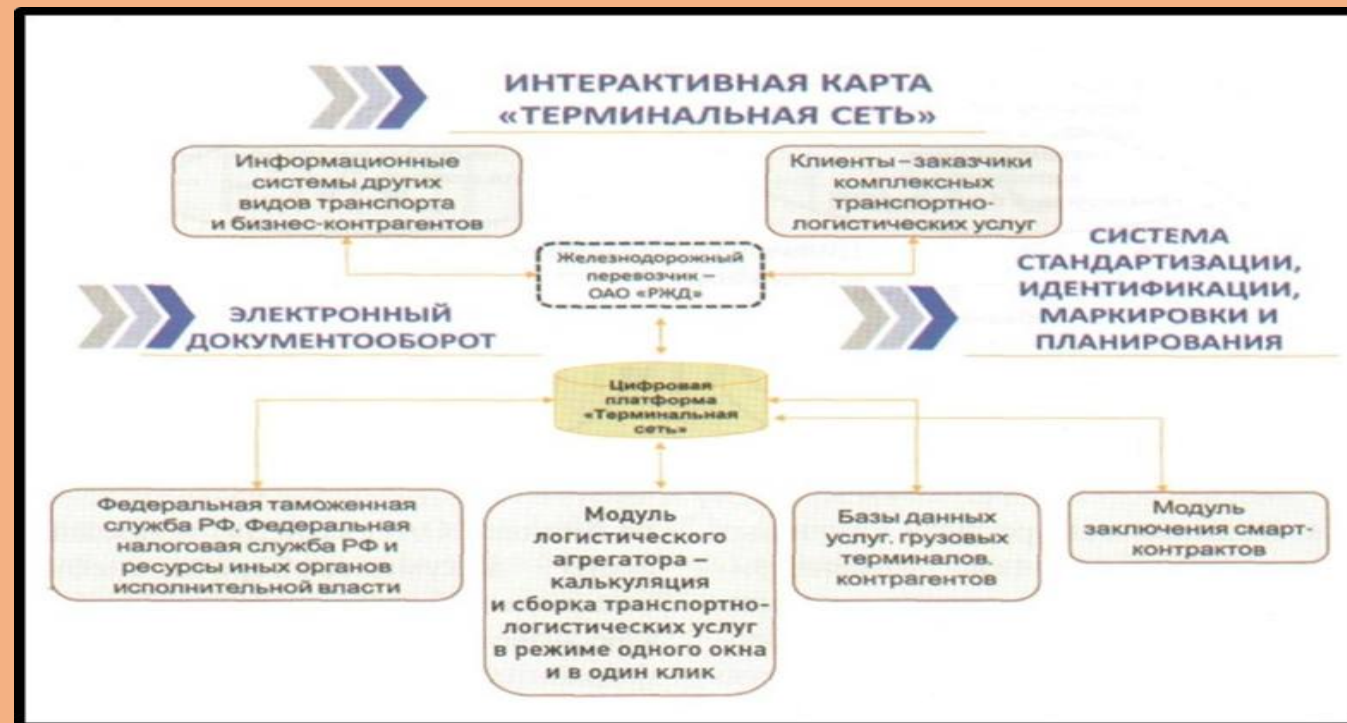 ИНТЕРАКТИВНАЯ КАРТА
«ТЕРМИНАЛЬНАЯ СЕТЬ»
Информационные
системы других
видов транспорта
и бизнес-контрагентов
Клиенты – заказчики
комплексных
транспортно-
логистических услуг
Железнодорожный
перевозчик –
ОАО «РЖД»
СИСТЕМА
СТАНДАРТИЗАЦИИ,
ИДЕНТИФИКАЦИИ,
МАРКИРОВКИ И
ПЛАНИРОВАНИЯ
ЭЛЕКТРОННЫЙ
ДОКУМЕНТООБОРОТ
Цифровая
платформа
«Терминальная
сеть»
Федеральная таможенная
служба РФ, Федеральная
налоговая служба РФ и
ресурсы иных органов
исполнительной власти
Модуль
логистического
агрегатора –
калькуляция
и сборка транспортно-
логистических услуг
в режиме одного окна
и в один клик
Базы данных
услуг. грузовых
терминалов.
контрагентов
Модуль
заключения смарт-
контрактов